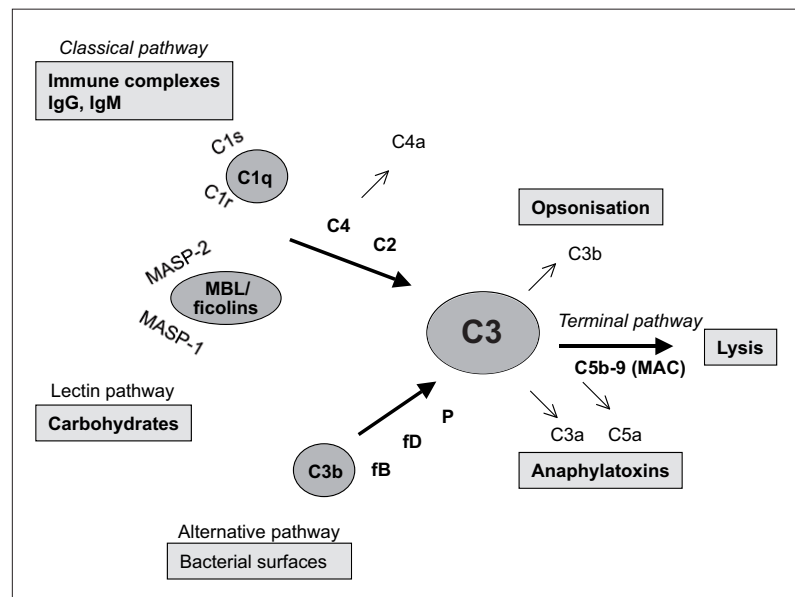 Classical pathway
Immune complexes
IgG, IgM
C1s
C1q
C1r
C4a
C4
C2
MASP-2
MBL/
ficolins
MASP-1
Lectin pathway
Carbohydrates
Opsonisation
C3b
C3
Terminal pathway
C5b-9 (MAC)
Lysis
C3a
C5a
Anaphylatoxins
P
fD
fB
C3b
Alternative pathway
Bacterial surfaces